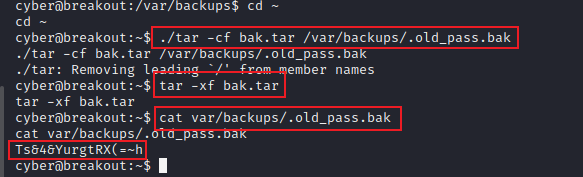 cyber@breakout:/var/backups$ cd ~
cd ~
cyber@breakout:~$ ./tar -cf bak.tar /var/backups/.old_pass.bak
./tar -cf bak.tar /var/backups/.old_pass.bak
./tar: Removing leading `/' from member names
cyber@breakout:~$ tar -xf bak.tar
tar -xf bak.tar
cyber@breakout:~$ cat var/backups/.old_pass.bak
cat var/backups/.old_pass.bak
Ts&4&YurgtRX(=~h
cyber@breakout:~$